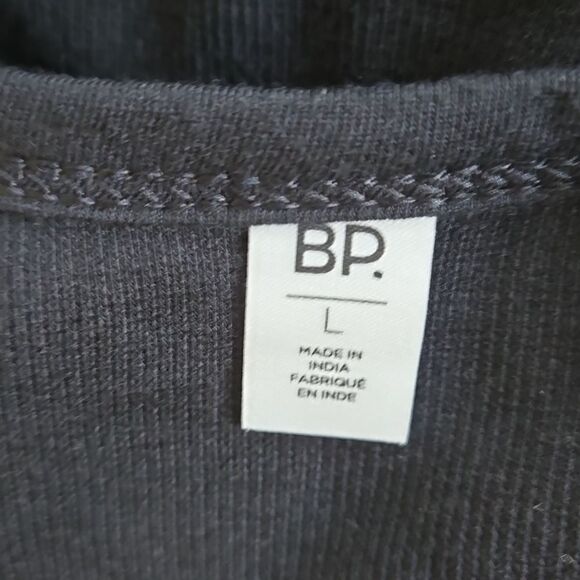 BP.
L
MADE IN
INDIA
FABRIQUÉ
EN INDE